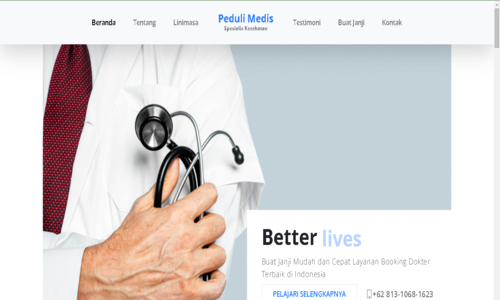 Beranda Tentang Linimasa Peduli Medis Testimoni Buat Janji Kontak
Spesialis Kesehatan
Better lives
Buat Janji Mudah dan Cepat Layanan Booking Dokter
Terbaik di Indonesia
PELAJARI SELENGKAPNYA +62 813-1068-1623